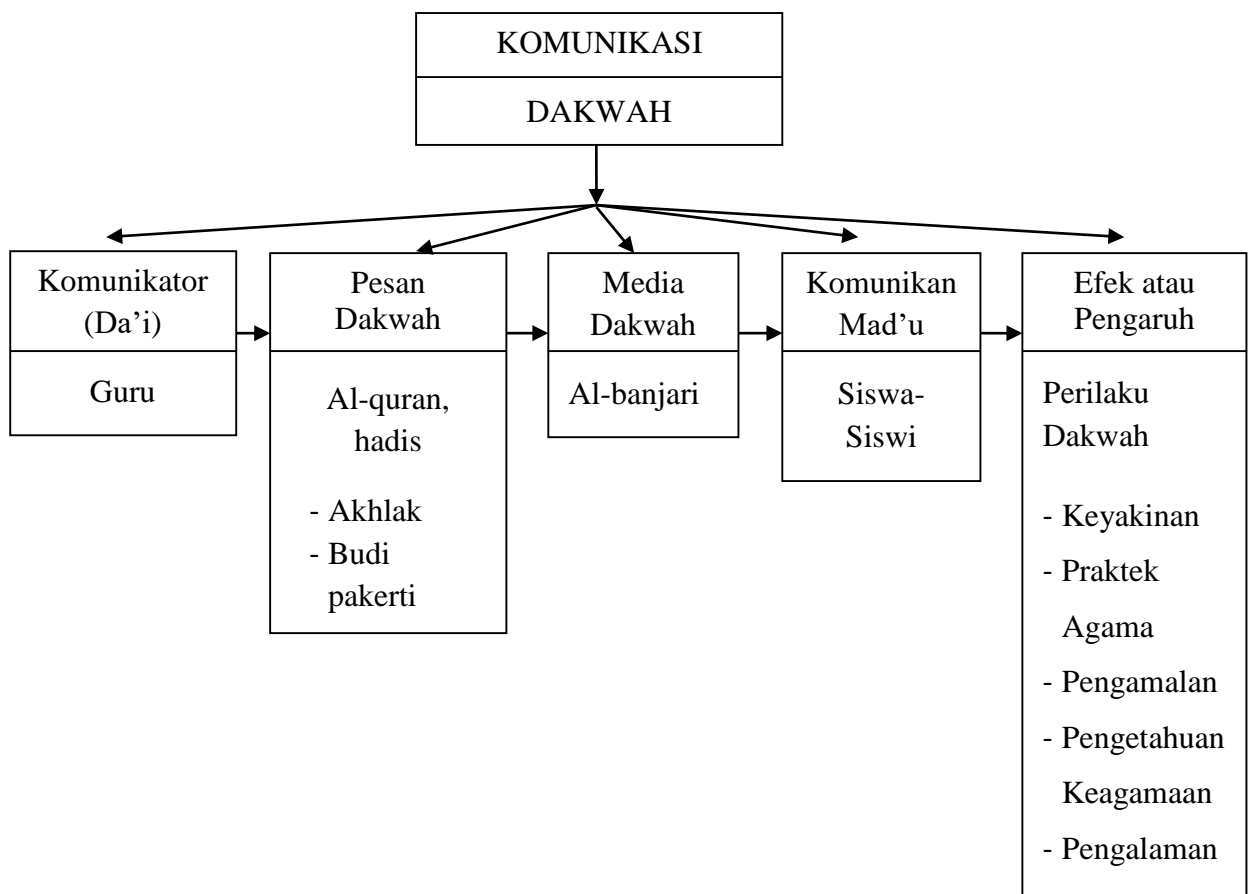 KOMUNIKASI
DAKWAH
Komunikator
(Da’i)
Guru
Pesan
Dakwah
Al-quran,
hadis
- Akhlak
- Budi
pakerti
Media
Dakwah
Al-banjari
Komunikan
Mad’u
Siswa-
Siswi
Efek atau
Pengaruh
Perilaku
Dakwah
- Keyakinan
- Praktek
Agama
- Pengamalan
- Pengetahuan
Keagamaan
- Pengalaman